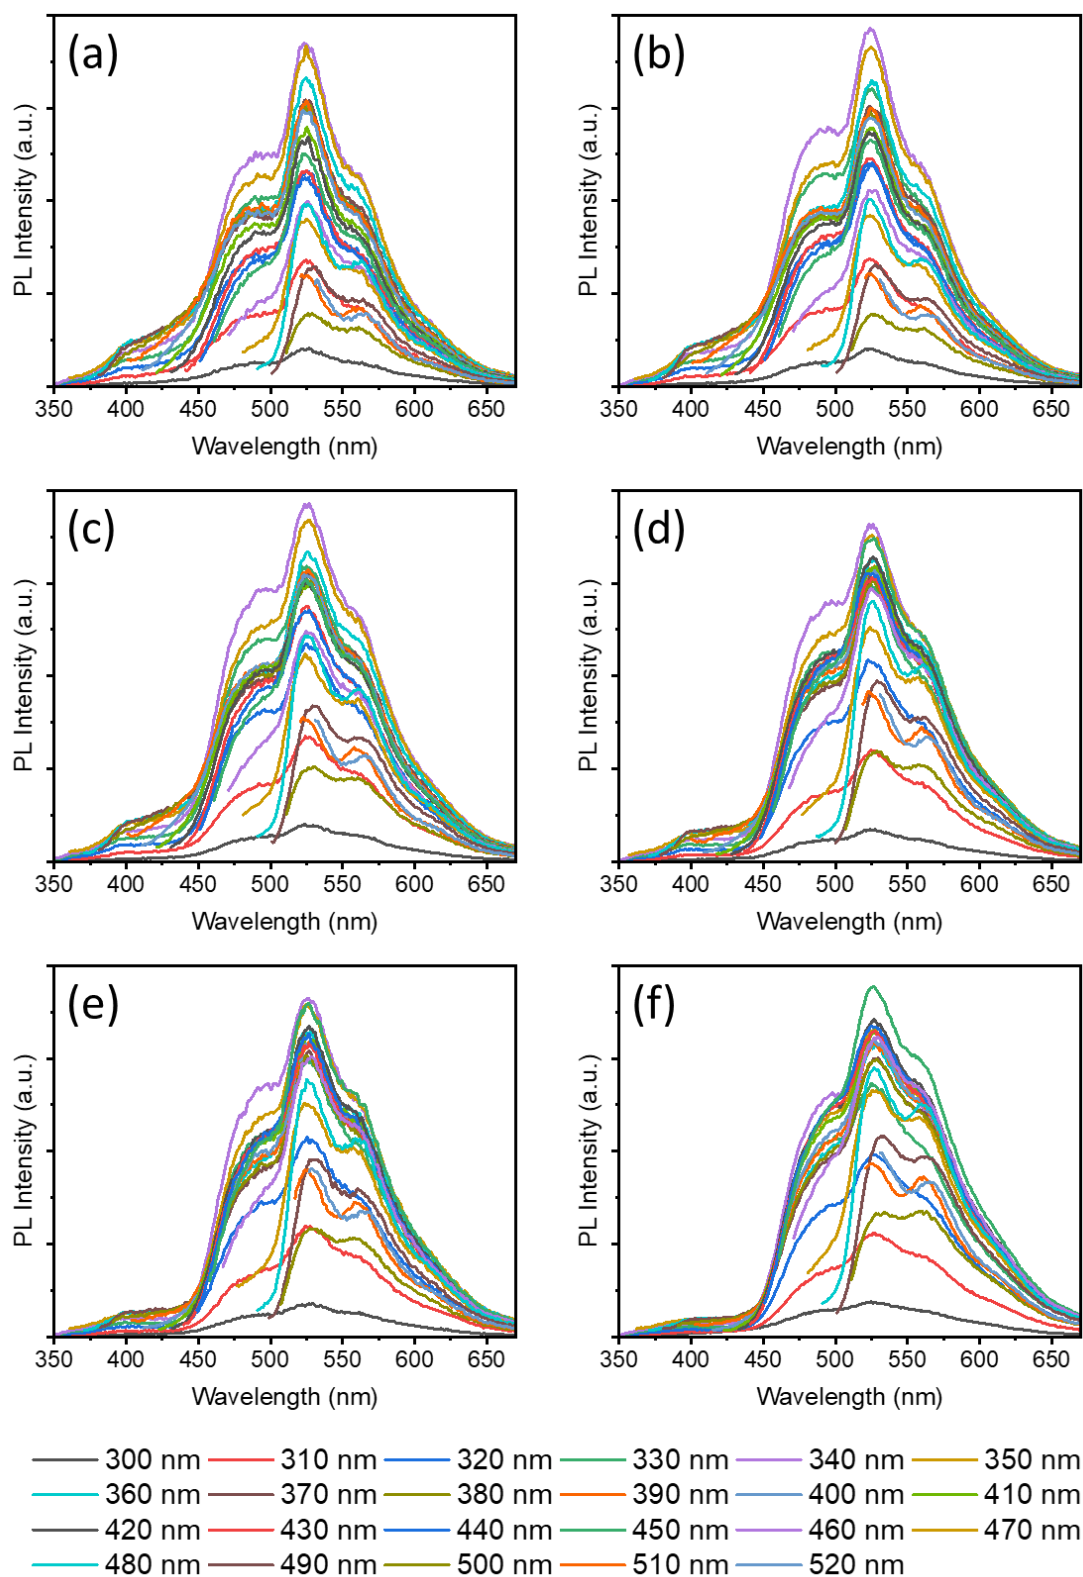 (a)
(b)
PL Intensity (a.u.)
PL Intensity (a.u.)
350 400 450 500 550 600 650
350 400 450 500 550 600 650
Wavelength (nm)
Wavelength (nm)
(c)
(d)
PL Intensity (a.u.)
PL Intensity (a.u.)
350 400 450 500 550 600 650
350 400 450 500 550 600 650
Wavelength (nm)
Wavelength (nm)
(e)
(f)
PL Intensity (a.u.)
PL Intensity (a.u.)
350 400 450 500 550 600 650
350 400 450 500 550 600 650
Wavelength (nm)
Wavelength (nm)
300 nm 310 nm 320 nm 330 nm 340 nm 350 nm
360 nm 370 nm 380 nm 390 nm 400 nm 410 nm
420 nm 430 nm 440 nm 450 nm 460 nm 470 nm
480 nm 490 nm 500 nm 510 nm 520 nm